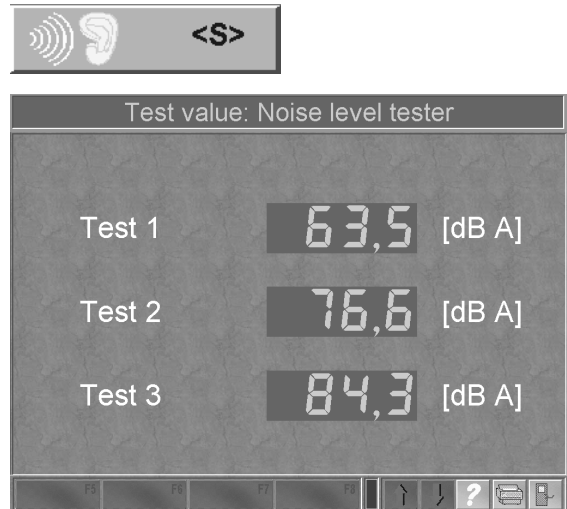 <S>
Test value: Noise level tester
Test 1 63,5 [dB A]
Test 2 76,6 [dB A]
Test 3 84,3 [dB A]
F5 F6 F7 F8 ?